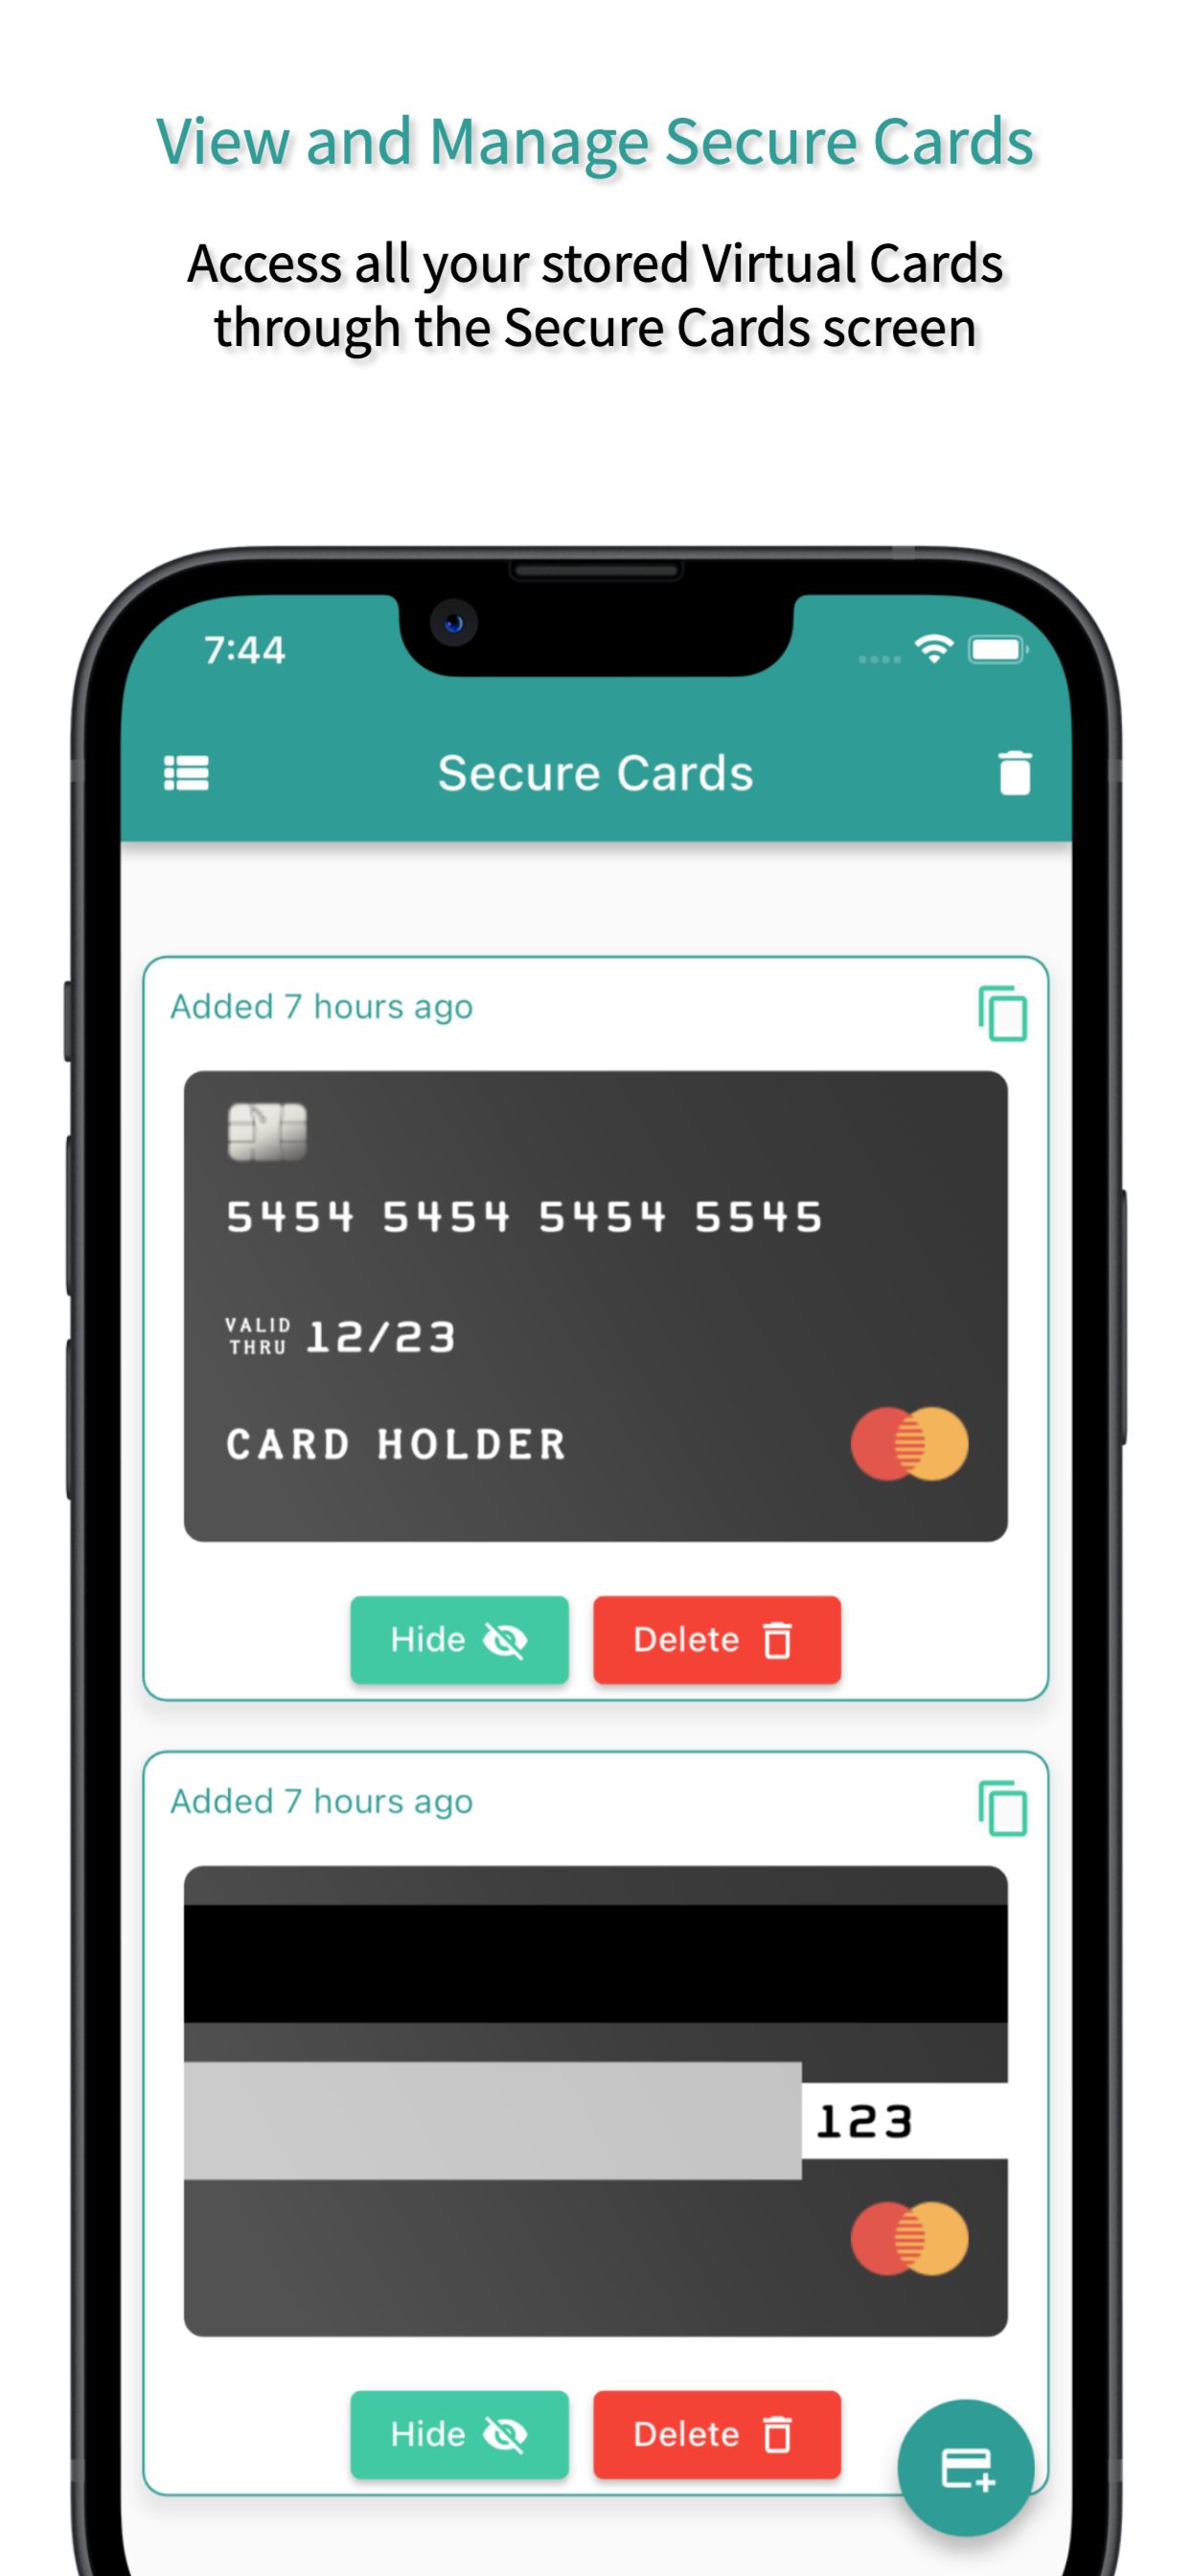 View and Manage Secure Cards
Access all your stored Virtual Cards
through the Secure Cards screen
7:44
Secure Cards
Added 7 hours ago
5454 5454 5454 5545
VALID
THRU 12/23
CARD HOLDER
Hide Delete
Added 7 hours ago
123
Hide Delete